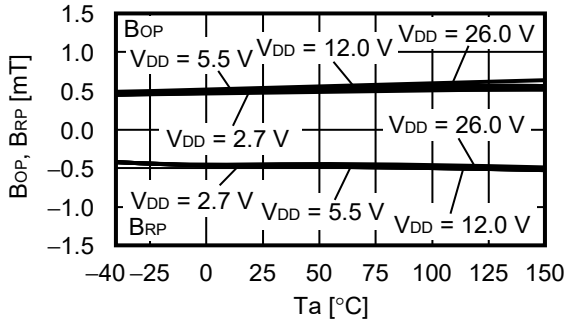 BOP, BRP [mT]
1.5
1.0
0.5
0.0
−0.5
−1.0
−1.5
BOP
VDD = 5.5 V
VDD = 12.0 V
VDD = 26.0 V
VDD = 2.7 V
VDD = 26.0 V
VDD = 2.7 V
VDD = 5.5 V
VDD = 12.0 V
BRP
−40 −25 0 25 50 75 100 125 150
Ta [°C]